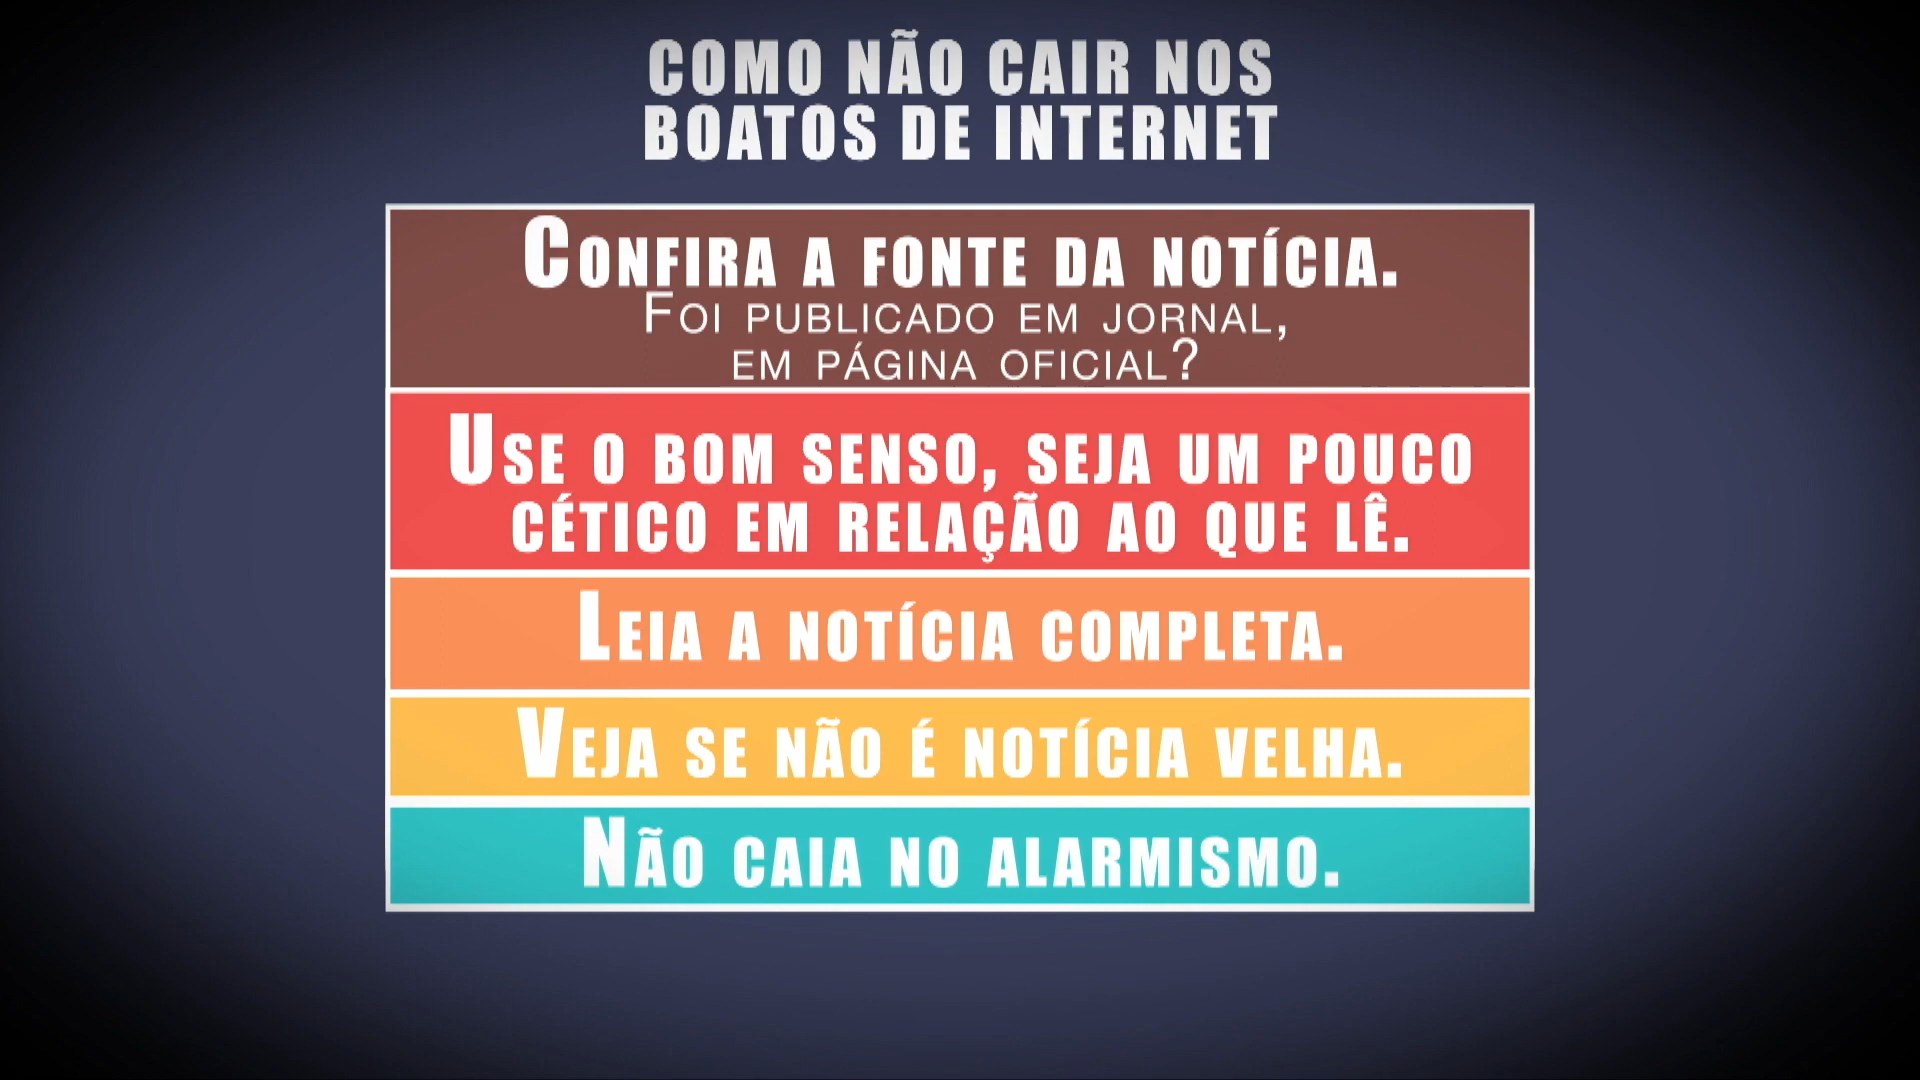 COMO NÃO CAIR NOS
BOATOS DE INTERNET
CONFIRA A FONTE DA NOTÍCIA.
FOI PUBLICADO EM JORNAL,
EM PÁGINA OFICIAL?
USE O BOM SENSO, SEJA UM POUCO
CÉTICO EM RELAÇÃO AO QUE LÊ.
LEIA A NOTÍCIA COMPLETA.
VEJA SE NÃO É NOTÍCIA VELHA.
NÃO CAIA NO ALARMISMO.